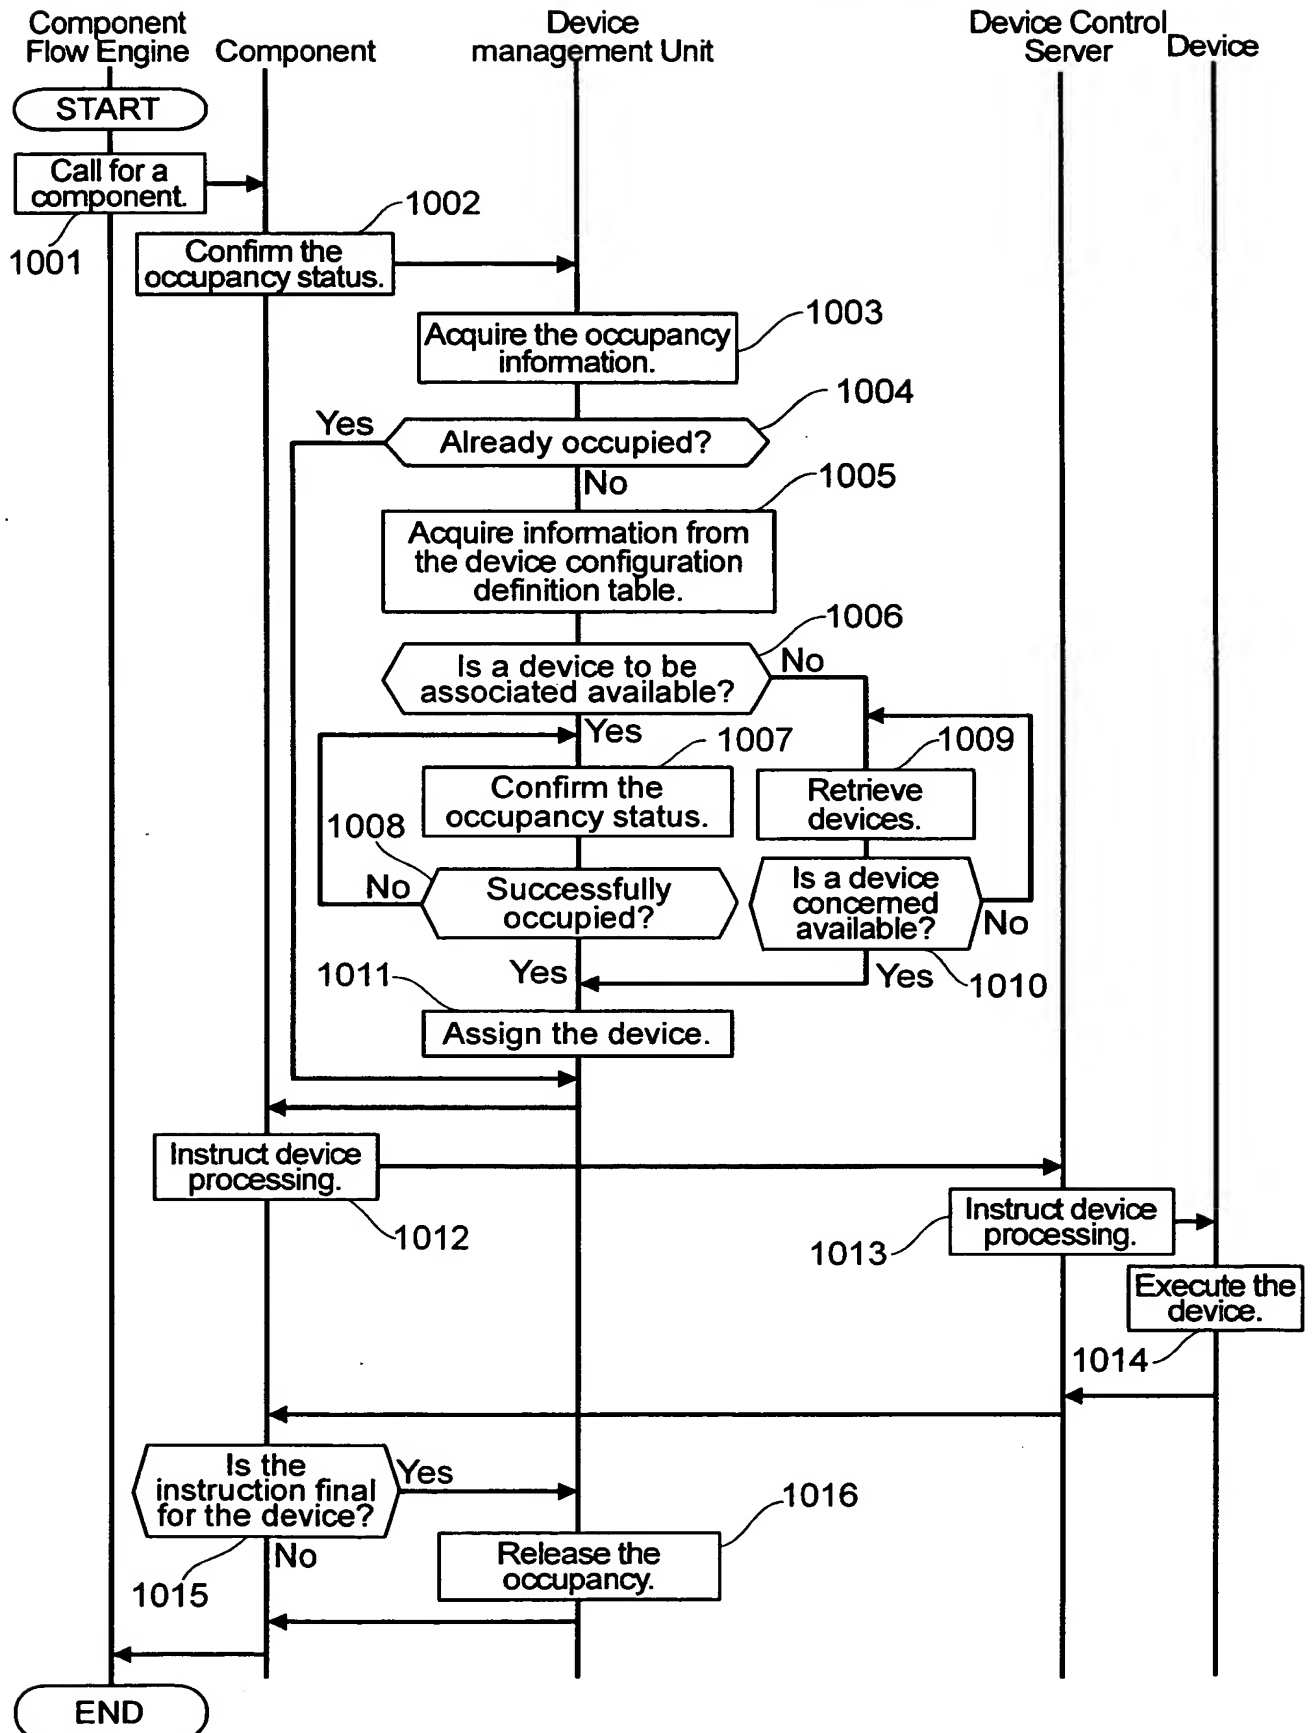 Component
Flow Engine
Component
Device
management Unit
Device Control
Server
Device
START
Call for a
component.
1001
1002
Confirm the
occupancy status.
1003
Acquire the occupancy
information.
1004
Yes
Already occupied?
No
1005
Acquire information from
the device configuration
definition table.
1006
Is a device to be
associated available?
No
Yes
1007
1009
Confirm the
occupancy status.
Retrieve
devices.
1008
No
Successfully
occupied?
Is a device
concerned
available?
No
Yes
Yes
1010
1011
Assign the device.
Instruct device
processing.
1012
Instruct device
processing.
1013
Execute the
device.
1014
Is the
instruction final
for the device?
Yes
No
1015
1016
Release the
occupancy.
END